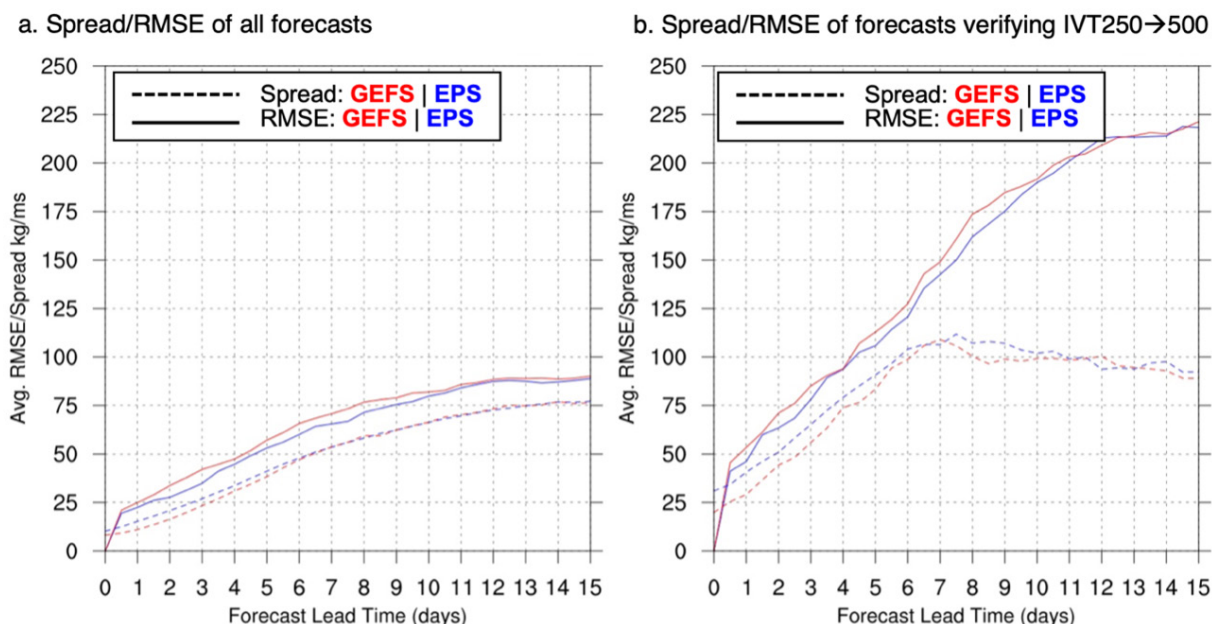 a. Spread/RMSE of all forecasts
250
225
200
175
150
125
100
75
50
25
0
Avg. RMSE/Spread kg/ms
Spread: GEFS | EPS
RMSE: GEFS | EPS
0 1 2 3 4 5 6 7 8 9 10 11 12 13 14 15
Forecast Lead Time (days)
b. Spread/RMSE of forecasts verifying IVT250→500
250
225
200
175
150
125
100
75
50
25
0
Avg. RMSE/Spread kg/ms
Spread: GEFS | EPS
RMSE: GEFS | EPS
0 1 2 3 4 5 6 7 8 9 10 11 12 13 14 15
Forecast Lead Time (days)